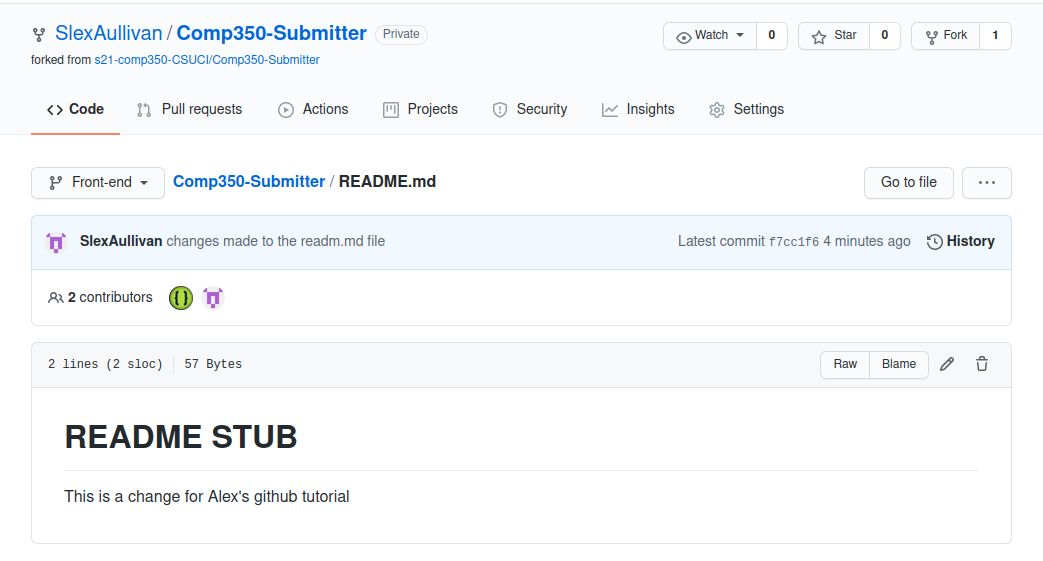 SlexAullivan / Comp350-Submitter Private Watch 0 Star 0 Fork 1
forked from s21-comp350-CSUCI/Comp350-Submitter
Code Pull requests Actions Projects Security Insights Settings
Front-end Comp350-Submitter / README.md Go to file ...
SlexAullivan changes made to the readm.md file Latest commit f7cc1f6 4 minutes ago History
2 contributors
2 lines (2 sloc) 57 Bytes Raw Blame
README STUB
This is a change for Alex's github tutorial